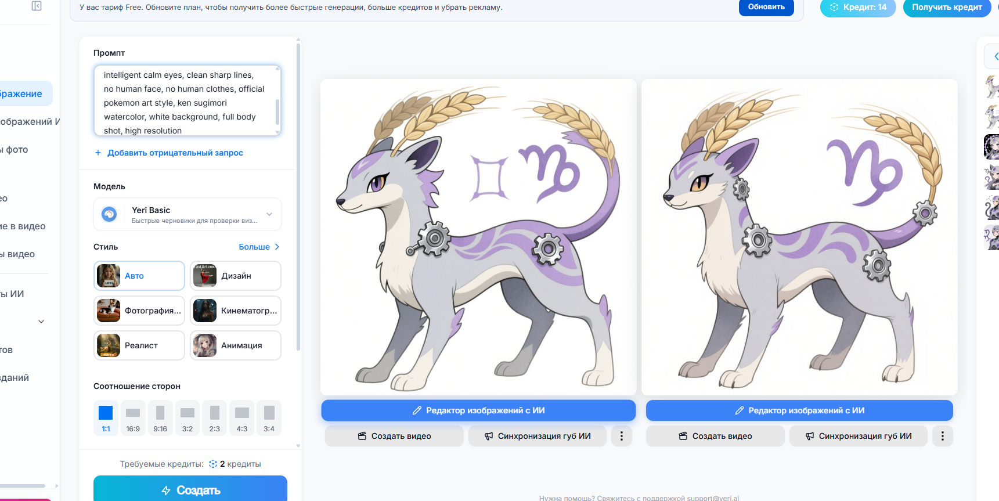 У вас тариф Free. Обновите план, чтобы получить более быстрые генерации, больше кредитов и убрать рекламу.
Обновить
Кредит: 14
Получить кредит
бражение
ображений И
ы фото
ео
ие в видео
ы видео
ты ИИ
тов
зданий
Промпт
intelligent calm eyes, clean sharp lines,
no human face, no human clothes, official
pokemon art style, ken sugimori
watercolor, white background, full body
shot, high resolution
+ Добавить отрицательный запрос
Модель
Yeri Basic
Быстрые черновики для проверки виз...
Стиль
Больше
Авто
Дизайн
Фотография...
Кинематогр...
Реалист
Анимация
Соотношение сторон
1:1
16:9
9:16
3:2
2:3
4:3
3:4
Требуемые кредиты: 2 кредиты
Создать
Редактор изображений с ИИ
Создать видео
Синхронизация губ ИИ
Редактор изображений с ИИ
Создать видео
Синхронизация губ ИИ
Нужна помощь? Свяжитесь с поддержкой support@yeri.ai